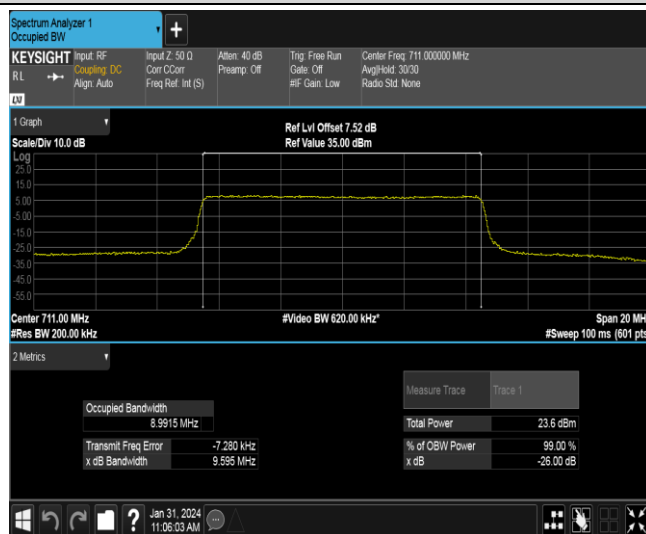 Spectrum Analyzer 1
Occupied BW
+
KEYSIGHT Input: RF Input Z: 50 Ω Atten: 40 dB Trig: Free Run Center Freq: 711.000000 MHz
RL Coupling: DC Corr CCorr Preamp: Off Gate: Off Avg|Hold: 30/30
Align: Auto Freq Ref: Int (S) #IF Gain: Low Radio Std: None
LXI
1 Graph Ref Lvl Offset 7.52 dB
Scale/Div 10.0 dB Ref Value 35.00 dBm
Log
25.0
15.0
5.00
-5.00
-15.0
-25.0
-35.0
-45.0
-55.0
Center 711.00 MHz #Video BW 620.00 kHz* Span 20 MH
#Res BW 200.00 kHz #Sweep 100 ms (601 pts
2 Metrics
Measure Trace Trace 1
Occupied Bandwidth
8.9915 MHz Total Power 23.6 dBm
Transmit Freq Error -7.280 kHz % of OBW Power 99.00 %
x dB Bandwidth 9.595 MHz x dB -26.00 dB
? Jan 31, 2024
11:06:03 AM